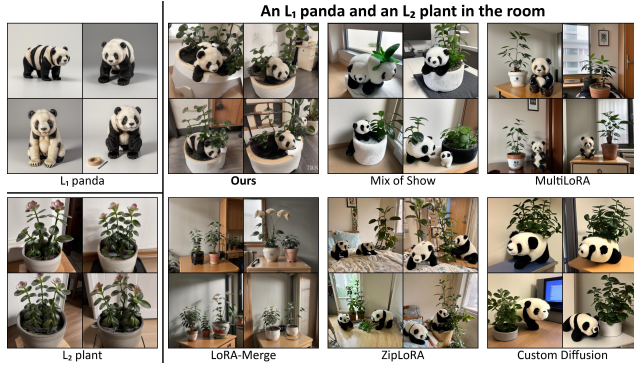 An L₁ panda and an L₂ plant in the room
L₁ panda
Ours
Mix of Show
MultiLoRA
L₂ plant
LoRA-Merge
ZipLoRA
Custom Diffusion